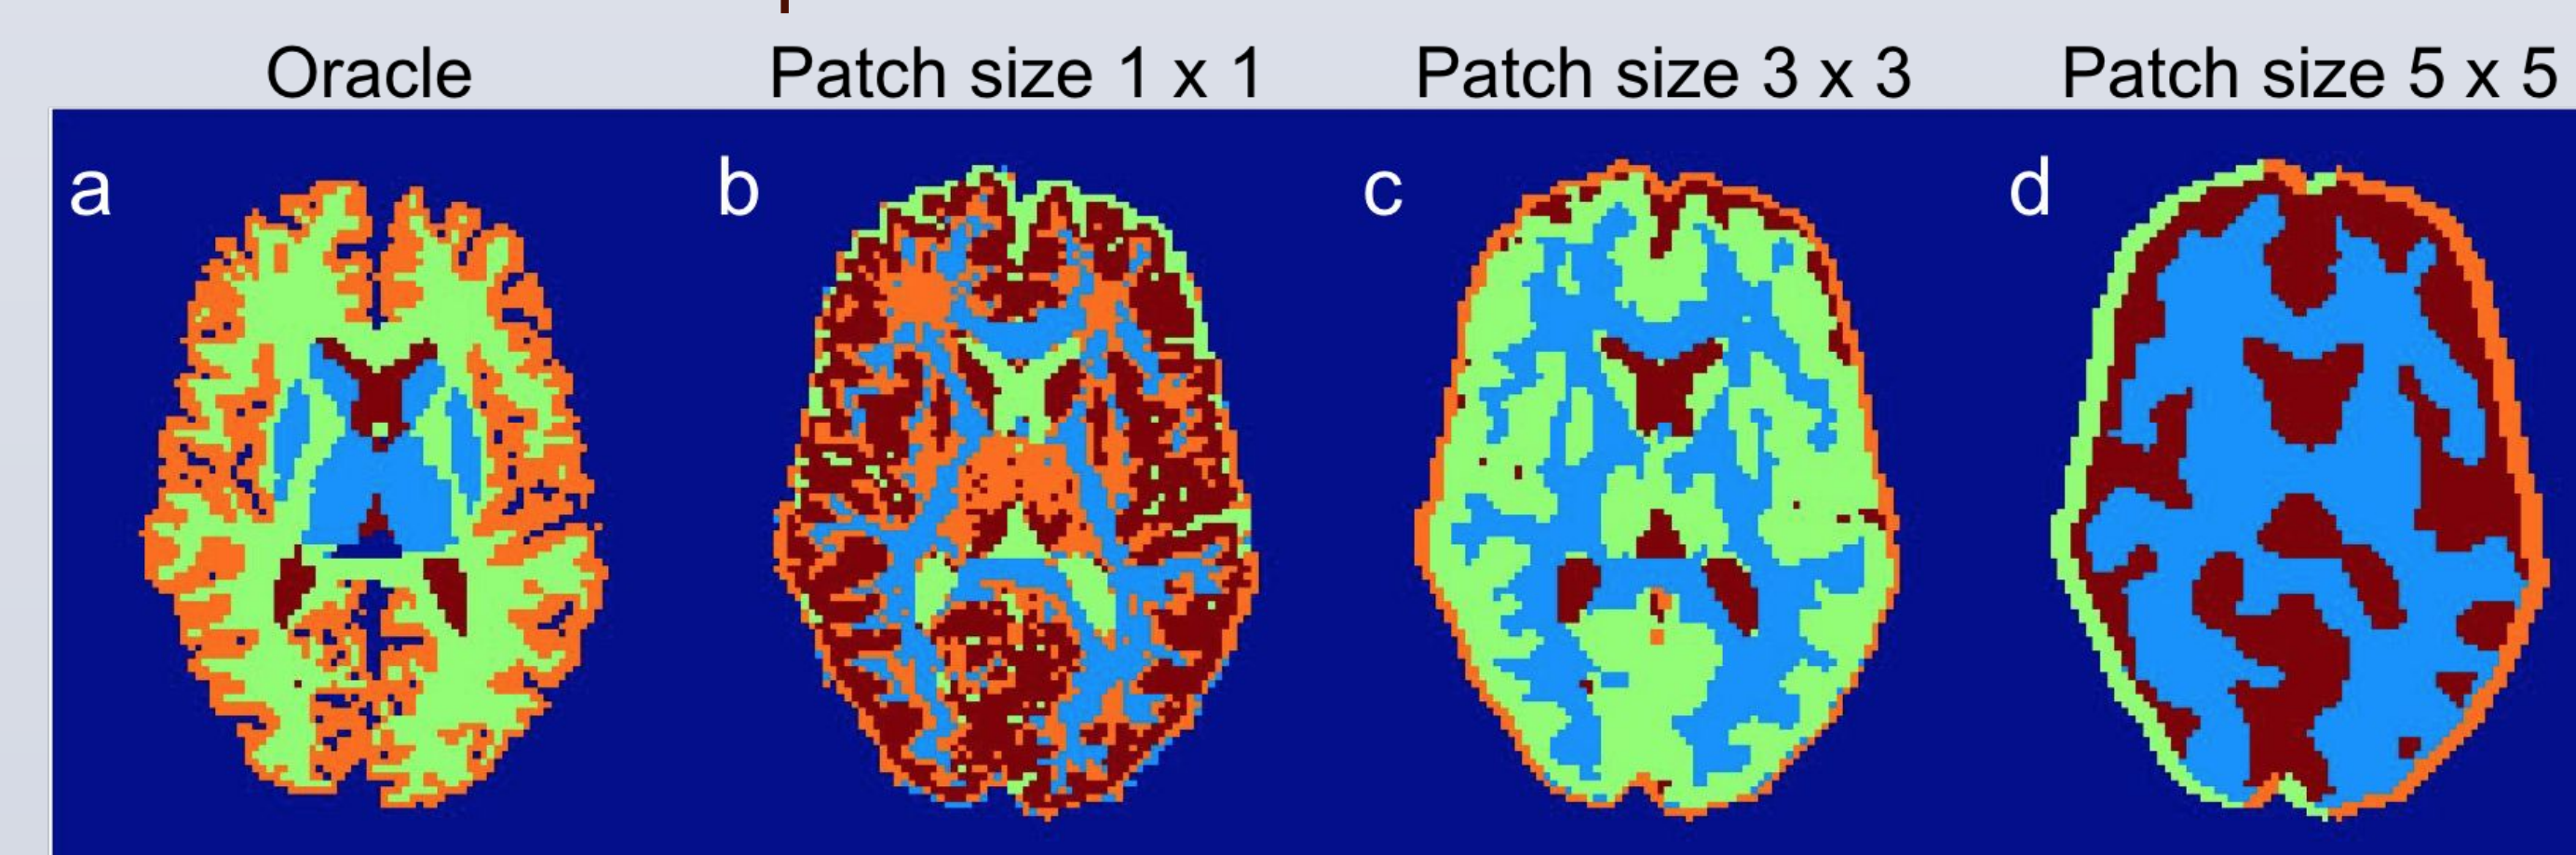 Oracle
Patch size 1 x 1
Patch size 3 x 3
Patch size 5 x 5
a
b
c
d